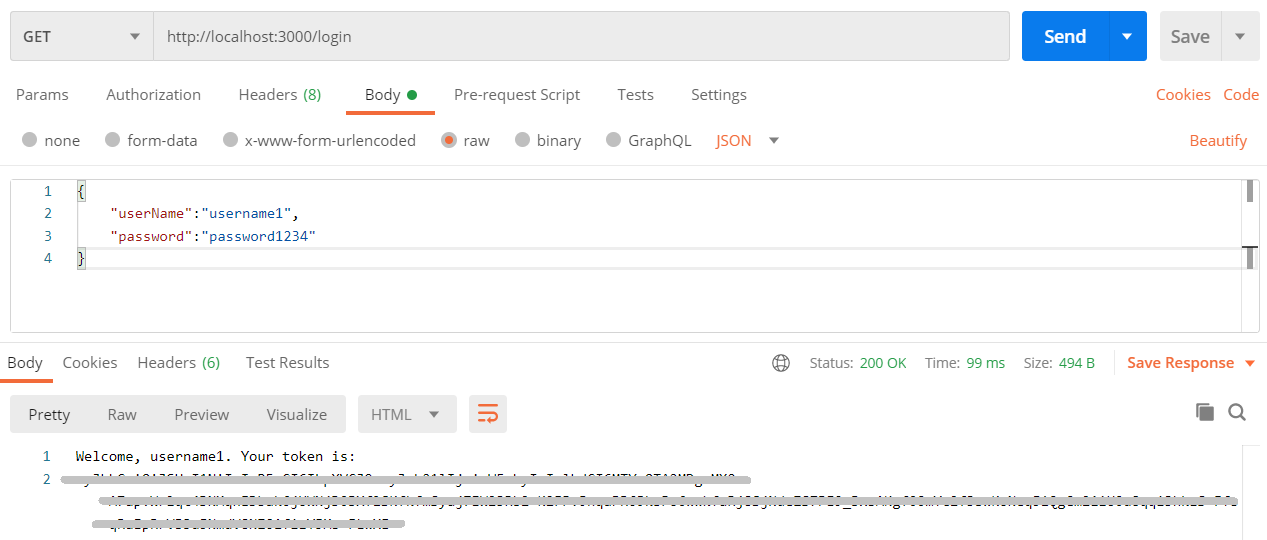 GET http://localhost:3000/login Send Save
Params Authorization Headers (8) Body Pre-request Script Tests Settings Cookies Code
none form-data x-www-form-urlencoded raw binary GraphQL JSON Beautify
1 {
2 "userName":"username1",
3 "password":"password1234"
4 }
Body Cookies Headers (6) Test Results Status: 200 OK Time: 99 ms Size: 494 B Save Response
Pretty Raw Preview Visualize HTML
1 Welcome, username1. Your token is:
2